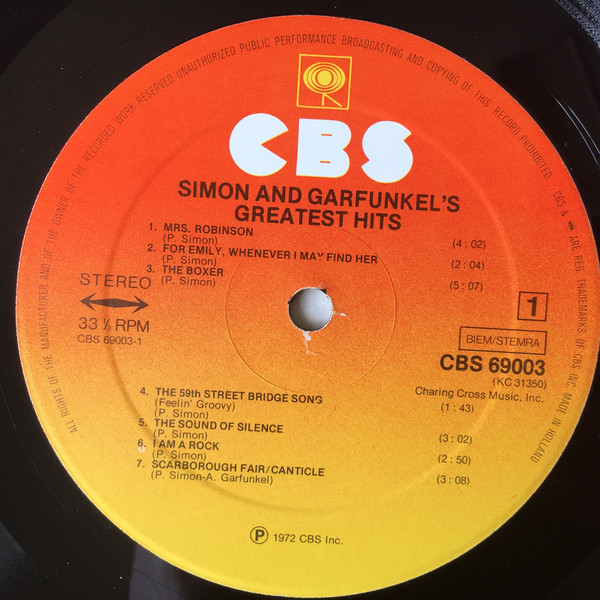 ALL RIGHTS OF THE MANUFACTURER AND OF THE OWNER OF THE RECORDED WORK RESERVED UNAUTHORIZED PUBLIC PERFORMANCE BROADCASTING AND COPYING OF THIS RECORD PROHIBITED CBS & ARE REG. TRADEMARKS OF CBS INC MADE IN HOLLAND
CBS
SIMON AND GARFUNKEL'S
GREATEST HITS
1. MRS. ROBINSON (4 : 02)
(P. Simon)
2. FOR EMILY, WHENEVER I MAY FIND HER (2 : 04)
(P. Simon)
3. THE BOXER (5 : 07)
(P. Simon)
STEREO
33 ⅓ RPM
CBS 69003-1
1
BIEM/STEMRA
CBS 69003
(KC 31350)
Charing Cross Music, Inc.
4. THE 59th STREET BRIDGE SONG (1 : 43)
(Feelin' Groovy)
(P. Simon)
5. THE SOUND OF SILENCE (3 : 02)
(P. Simon)
6. I AM A ROCK (2 : 50)
(P. Simon)
7. SCARBOROUGH FAIR/CANTICLE (3 : 08)
(P. Simon-A. Garfunkel)
Ⓟ 1972 CBS Inc.